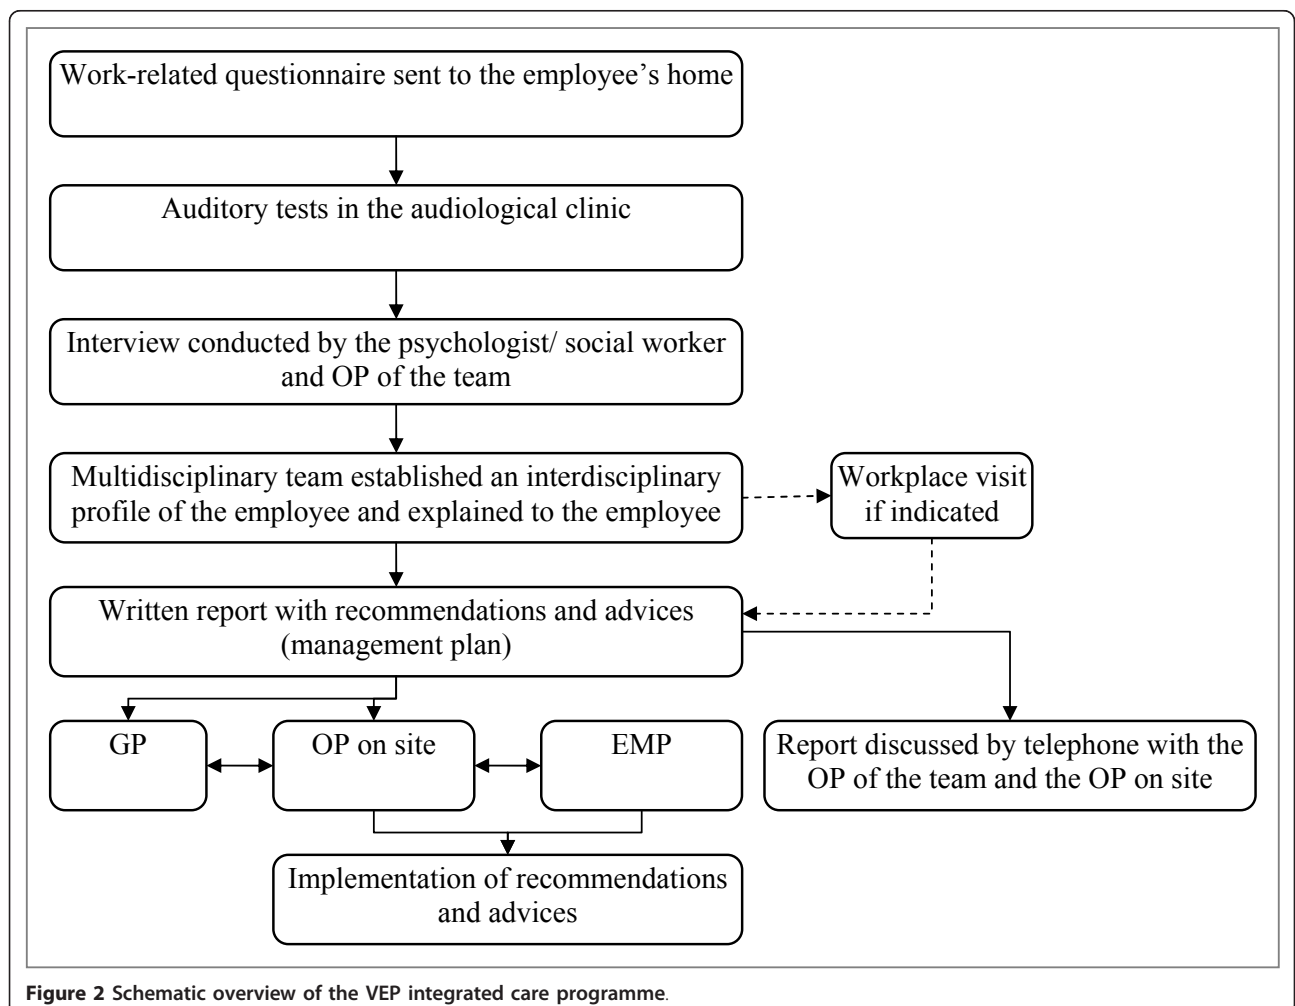 Work-related questionnaire sent to the employee's home
Auditory tests in the audiological clinic
Interview conducted by the psychologist/ social worker
and OP of the team
Multidisciplinary team established an interdisciplinary
profile of the employee and explained to the employee
Workplace visit
if indicated
Written report with recommendations and advices
(management plan)
GP
OP on site
EMP
Report discussed by telephone with the
OP of the team and the OP on site
Implementation of recommendations
and advices
Figure 2 Schematic overview of the VEP integrated care programme.